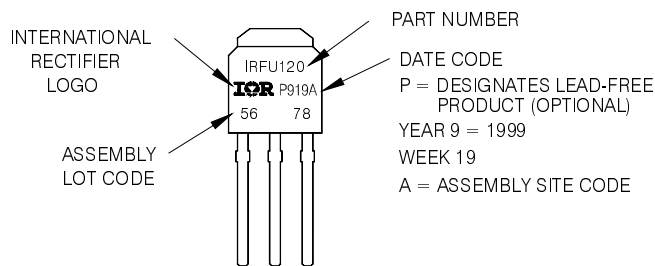 INTERNATIONAL
RECTIFIER
LOGO
ASSEMBLY
LOT CODE
IRFU120
IOR P919A
56 78
PART NUMBER
DATE CODE
P = DESIGNATES LEAD-FREE
PRODUCT (OPTIONAL)
YEAR 9 = 1999
WEEK 19
A = ASSEMBLY SITE CODE